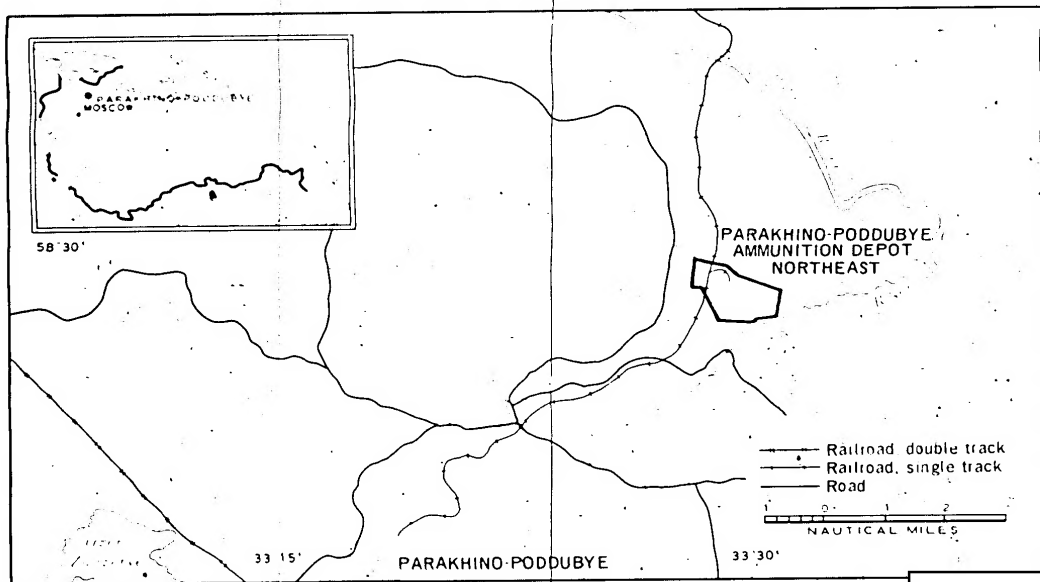 PARAKHINO-PODDUBYE
MOSCOW
58°30'
PARAKHINO-PODDUBYE
AMMUNITION DEPOT
NORTHEAST
Railroad, double track
Railroad, single track
Road
1 0 1 2
NAUTICAL MILES
33°15'
PARAKHINO-PODDUBYE
33°30'